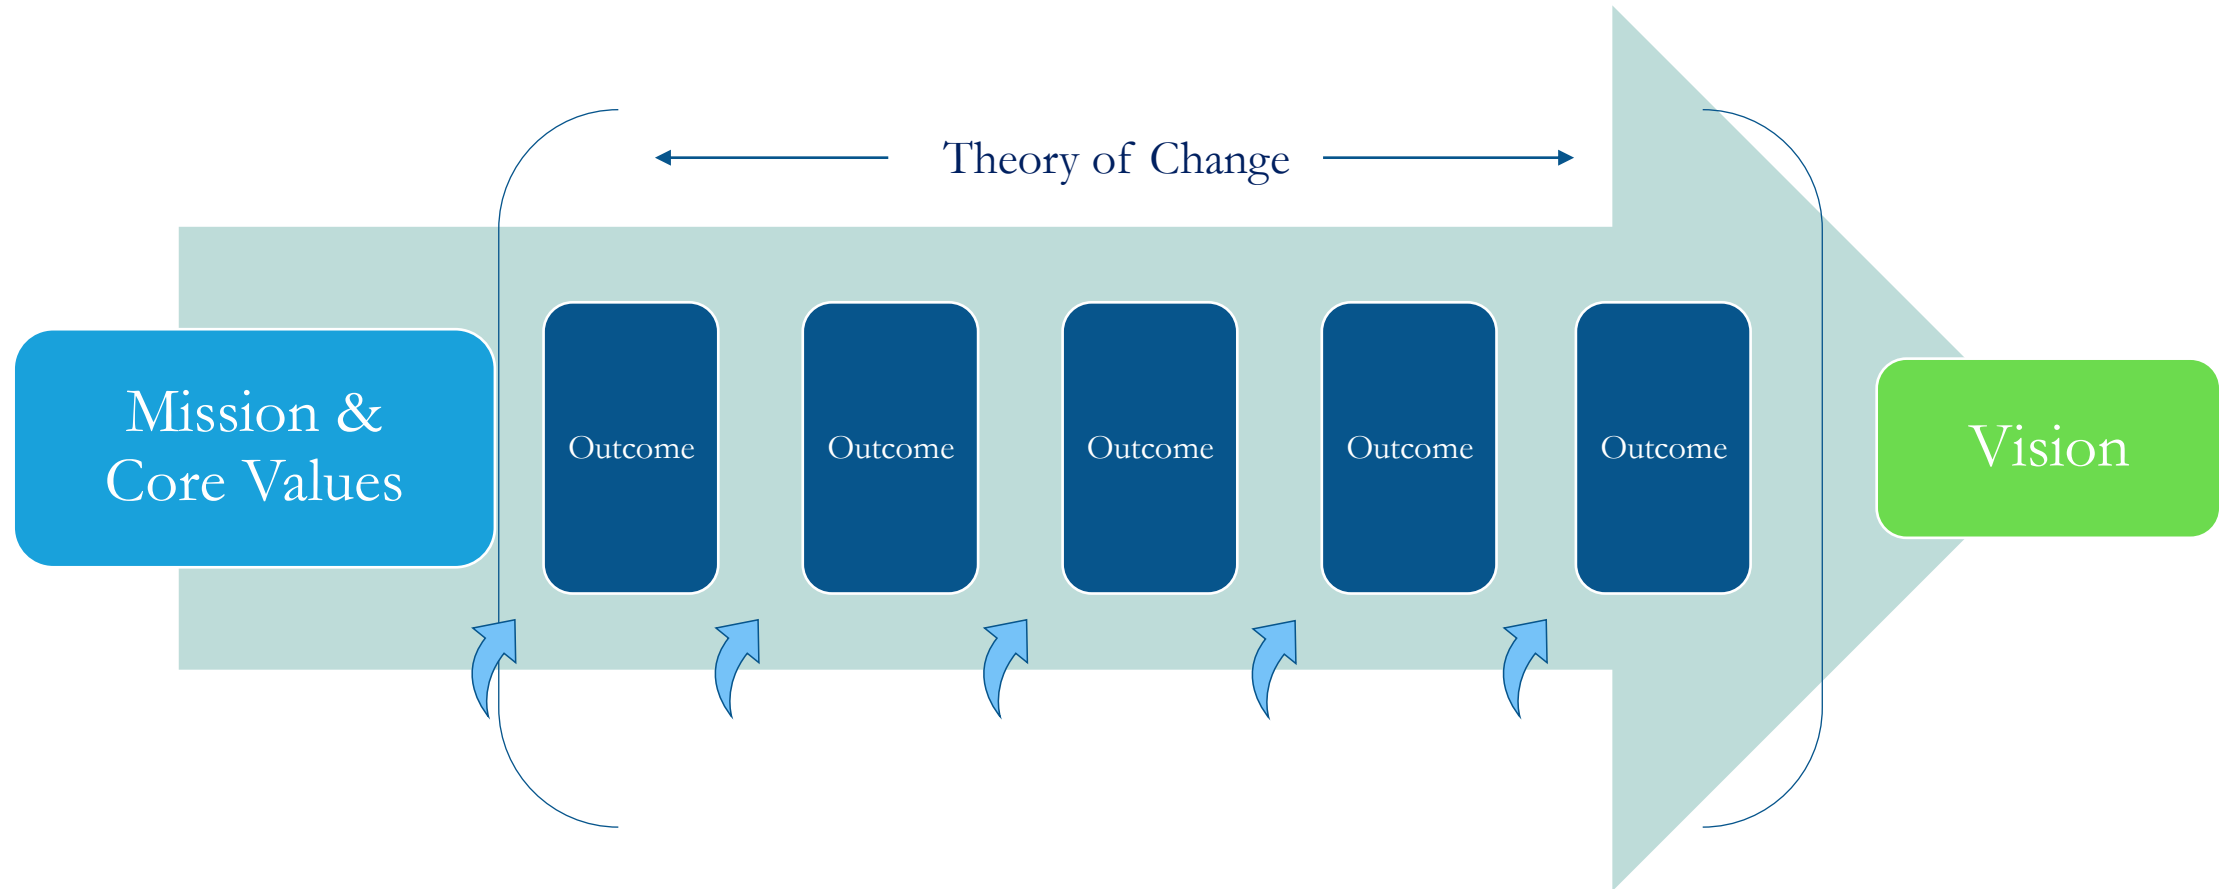 Theory of Change
Mission &
Core Values
Outcome
Outcome
Outcome
Outcome
Outcome
Vision